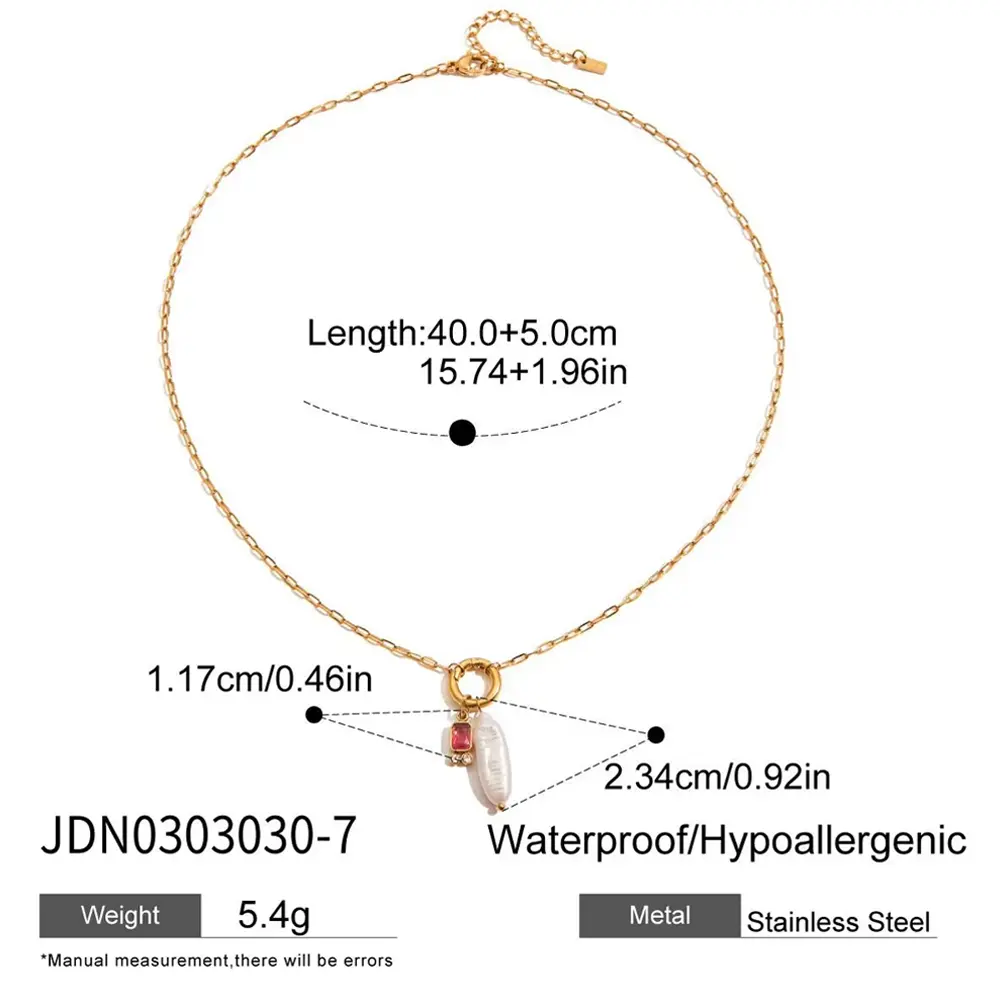 Length:40.0+5.0cm
15.74+1.96in
1.17cm/0.46in
2.34cm/0.92in
JDN0303030-7
Waterproof/Hypoallergenic
Weight 5.4g
Metal Stainless Steel
*Manual measurement,there will be errors